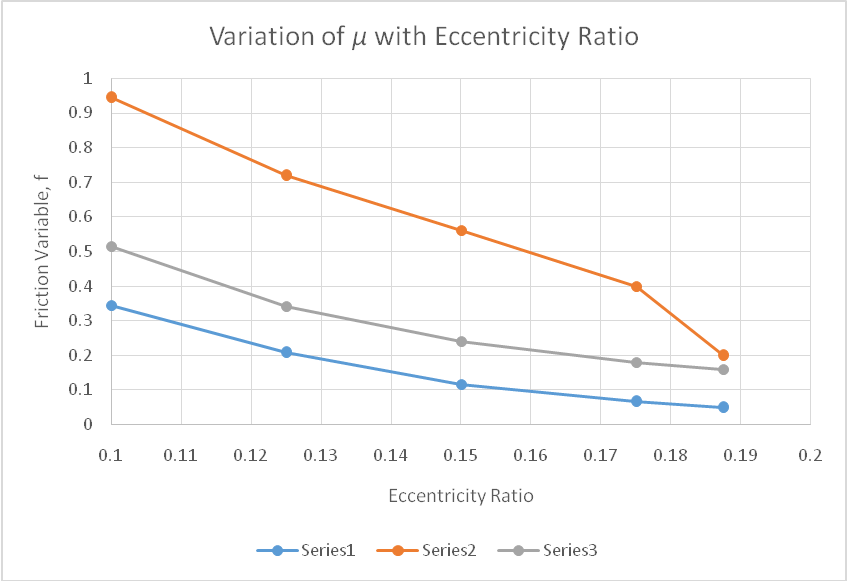 Variation of μ with Eccentricity Ratio
1
0.9
0.8
0.7
0.6
0.5
0.4
0.3
0.2
0.1
0
Friction Variable, f
0.1 0.11 0.12 0.13 0.14 0.15 0.16 0.17 0.18 0.19 0.2
Eccentricity Ratio
Series1 Series2 Series3